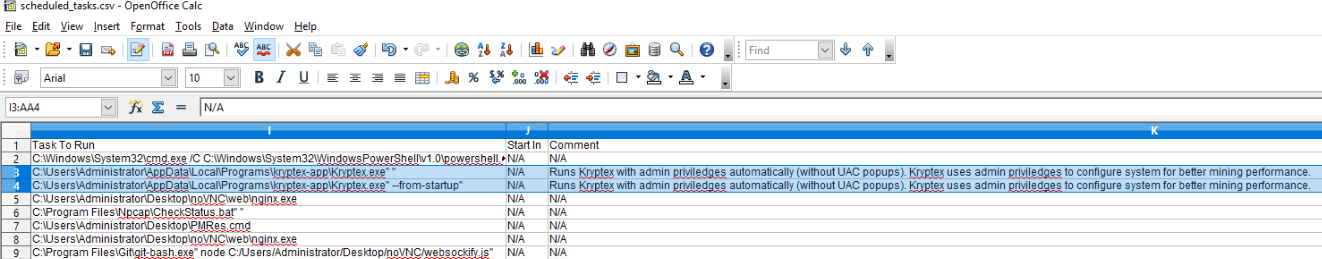 scheduled_tasks.csv - OpenOffice Calc
File Edit View Insert Format Tools Data Window Help
Find
Arial 10
I3:AA4 N/A
I J K
1 Task To Run Start In Comment
2 C:\Windows\System32\cmd.exe /C C:\Windows\System32\WindowsPowerShell\v1.0\powershell. N/A N/A
3 C:\Users\Administrator\AppData\Local\Programs\kryptex-app\Kryptex.exe" " N/A Runs Kryptex with admin priviledges automatically (without UAC popups). Kryptex uses admin priviledges to configure system for better mining performance.
4 C:\Users\Administrator\AppData\Local\Programs\kryptex-app\Kryptex.exe" --from-startup" N/A Runs Kryptex with admin priviledges automatically (without UAC popups). Kryptex uses admin priviledges to configure system for better mining performance.
5 C:\Users\Administrator\Desktop\noVNC\web\nginx.exe N/A N/A
6 C:\Program Files\Npcap\CheckStatus.bat" " N/A N/A
7 C:\Users\Administrator\Desktop\PMRes.cmd N/A N/A
8 C:\Users\Administrator\Desktop\noVNC\web\nginx.exe N/A N/A
9 C:\Program Files\Git\git-bash.exe" node C:/Users/Administrator/Desktop/noVNC/websockify.js" N/A N/A